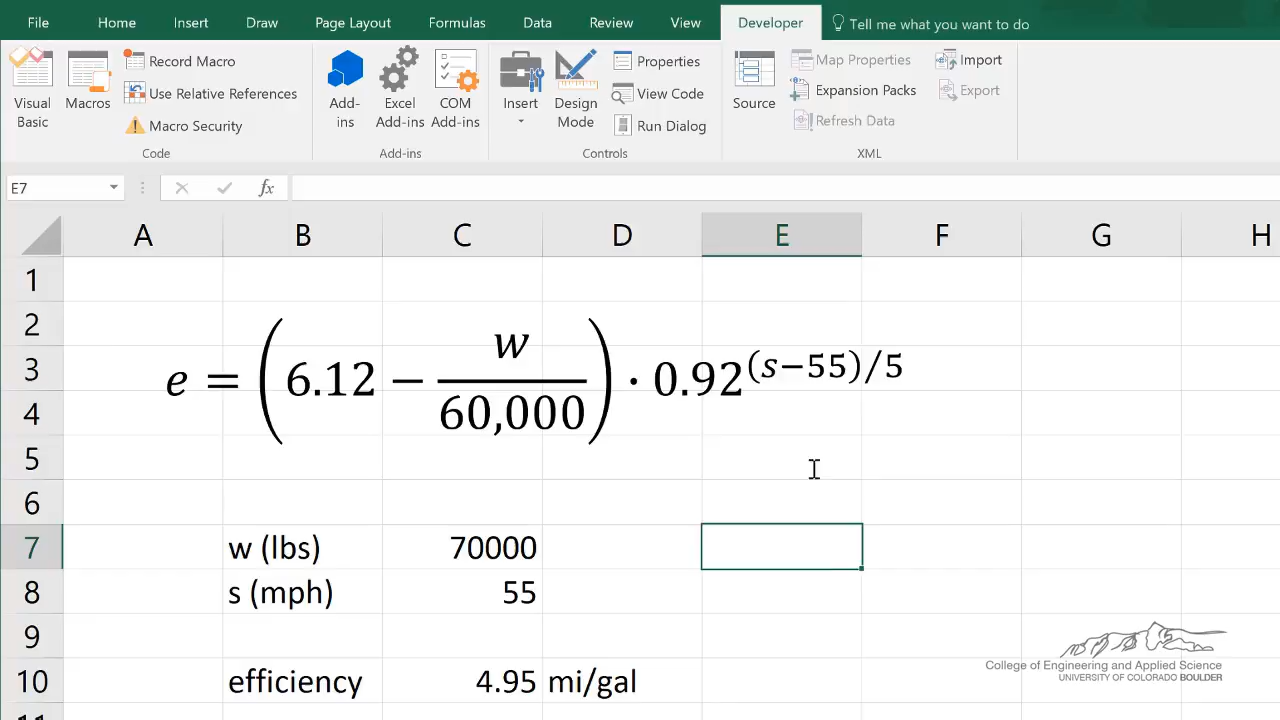 File Home Insert Draw Page Layout Formulas Data Review View Developer Tell me what you want to do
Visual Basic
Macros
Record Macro
Use Relative References
Macro Security
Code
Add-ins
Excel Add-ins
COM Add-ins
Add-ins
Insert
Design Mode
Properties
View Code
Run Dialog
Controls
Source
Map Properties
Expansion Packs
Refresh Data
Import
Export
XML
E7 fx
A B C D E F G H
1
2
3
4
e = (6.12 − w/60,000) · 0.92^(s−55)/5
5
6
7 w (lbs) 70000
8 s (mph) 55
9
10 efficiency 4.95 mi/gal
College of Engineering and Applied Science
UNIVERSITY OF COLORADO BOULDER